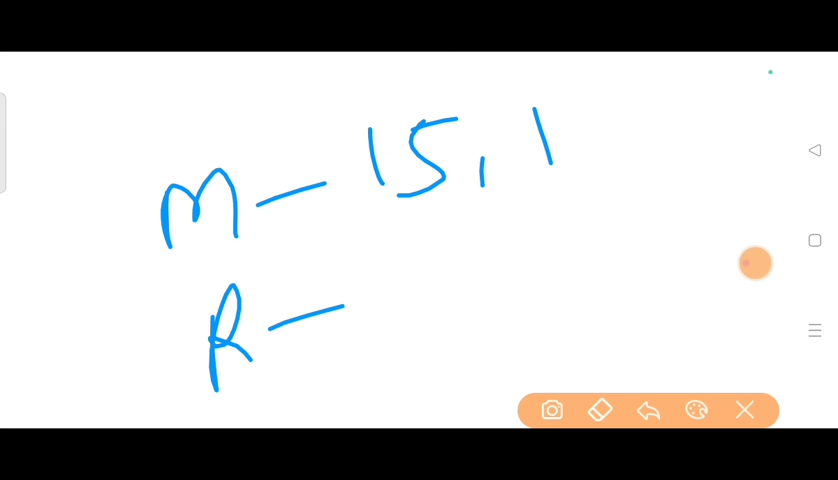 M — 15, 1
R —